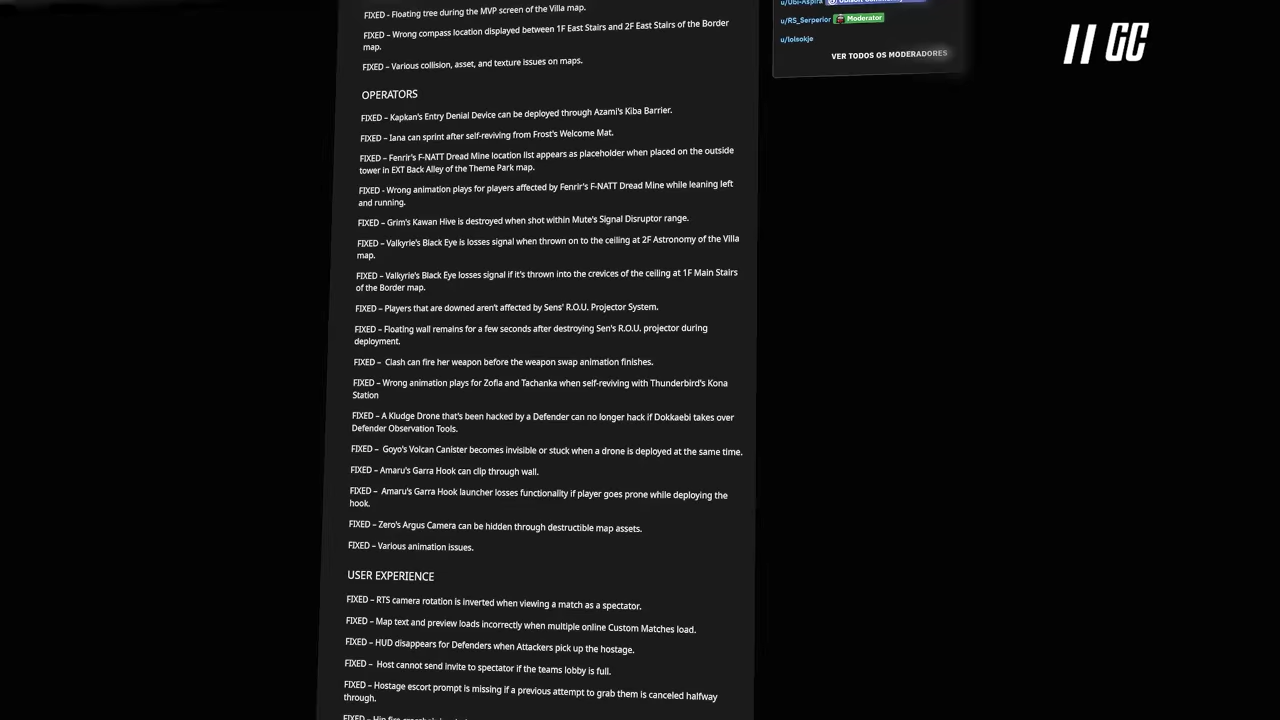 FIXED - Floating tree during the MVP screen of the Villa map.
FIXED – Wrong compass location displayed between 1F East Stairs and 2F East Stairs of the Border
map.
FIXED – Various collision, asset, and texture issues on maps.
OPERATORS
FIXED – Kapkan's Entry Denial Device can be deployed through Azami's Kiba Barrier.
FIXED – Iana can sprint after self-reviving from Frost's Welcome Mat.
FIXED – Fenrir's F-NATT Dread Mine location list appears as placeholder when placed on the outside
tower in EXT Back Alley of the Theme Park map.
FIXED - Wrong animation plays for players affected by Fenrir's F-NATT Dread Mine while leaning left
and running.
FIXED – Grim's Kawan Hive is destroyed when shot within Mute's Signal Disruptor range.
FIXED – Valkyrie's Black Eye is losses signal when thrown on to the ceiling at 2F Astronomy of the Villa
map.
FIXED – Valkyrie's Black Eye losses signal if it's thrown into the crevices of the ceiling at 1F Main Stairs
of the Border map.
FIXED – Players that are downed aren't affected by Sens' R.O.U. Projector System.
FIXED – Floating wall remains for a few seconds after destroying Sen's R.O.U. projector during
deployment.
FIXED –  Clash can fire her weapon before the weapon swap animation finishes.
FIXED – Wrong animation plays for Zofia and Tachanka when self-reviving with Thunderbird's Kona
Station
FIXED – A Kludge Drone that's been hacked by a Defender can no longer hack if Dokkaebi takes over
Defender Observation Tools.
FIXED –  Goyo's Volcan Canister becomes invisible or stuck when a drone is deployed at the same time.
FIXED – Amaru's Garra Hook can clip through wall.
FIXED –  Amaru's Garra Hook launcher losses functionality if player goes prone while deploying the
hook.
FIXED – Zero's Argus Camera can be hidden through destructible map assets.
FIXED – Various animation issues.
USER EXPERIENCE
FIXED – RTS camera rotation is inverted when viewing a match as a spectator.
FIXED – Map text and preview loads incorrectly when multiple online Custom Matches load.
FIXED – HUD disappears for Defenders when Attackers pick up the hostage.
FIXED –  Host cannot send invite to spectator if the teams lobby is full.
FIXED – Hostage escort prompt is missing if a previous attempt to grab them is canceled halfway
through.
FIXED – Hip fire
u/Ubi-Aspira
u/RS_Serperior Moderator
u/lolsokje
VER TODOS OS MODERADORES
GC